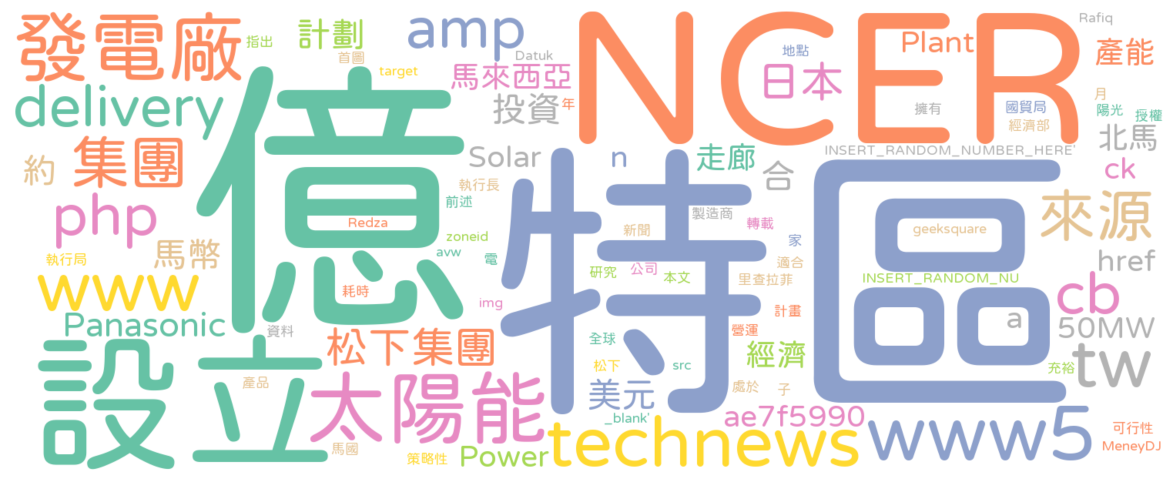 發電廠
指出
計劃
amp
Rafiq
首圖
Datuk
target
馬來西亞
NCER
地點
Plant
產能
日本
delivery
億
投資
年
擁有
國貿局
經濟部
月
陽光
授權
北馬
集團
約
Solar
n
走廊
INSERT_RANDOM_NUMBER_HERE'
合
ck
執行長
特
區
php
前述
製造商
來源
Redza
新聞
轉載
geeksquare
馬幣
zoneid
家
href
執行局
avw
電
研究
公司
本文
適合
里查拉菲
INSERT_RANDOM_NU
www
耗時
img
計畫
cb
Panasonic
資料
營運
a
50MW
設立
松下集團
全球
經濟
tw
松下
src
充裕
產品
太陽能
美元
處於
子
_blank'
ae7f5990
www5
可行性
馬國
策略性
Power
technews
MeneyDJ